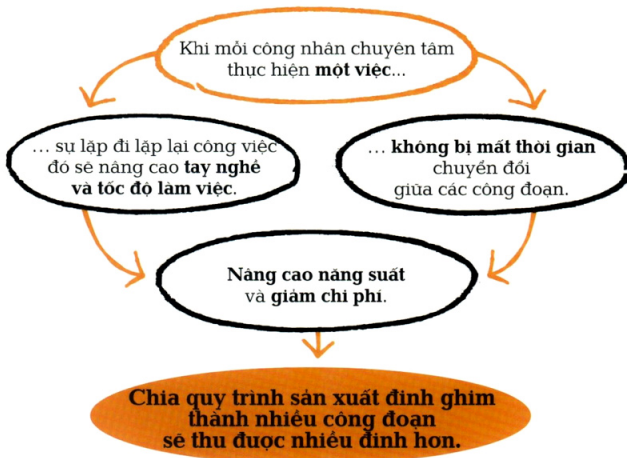 Khi mỗi công nhân chuyên tâm
thực hiện một việc...
... sự lặp đi lặp lại công việc
đó sẽ nâng cao tay nghề
và tốc độ làm việc.
... không bị mất thời gian
chuyển đổi
giữa các công đoạn.
Nâng cao năng suất
và giảm chi phí.
Chia quy trình sản xuất đinh ghim
thành nhiều công đoạn
sẽ thu được nhiều đinh hơn.